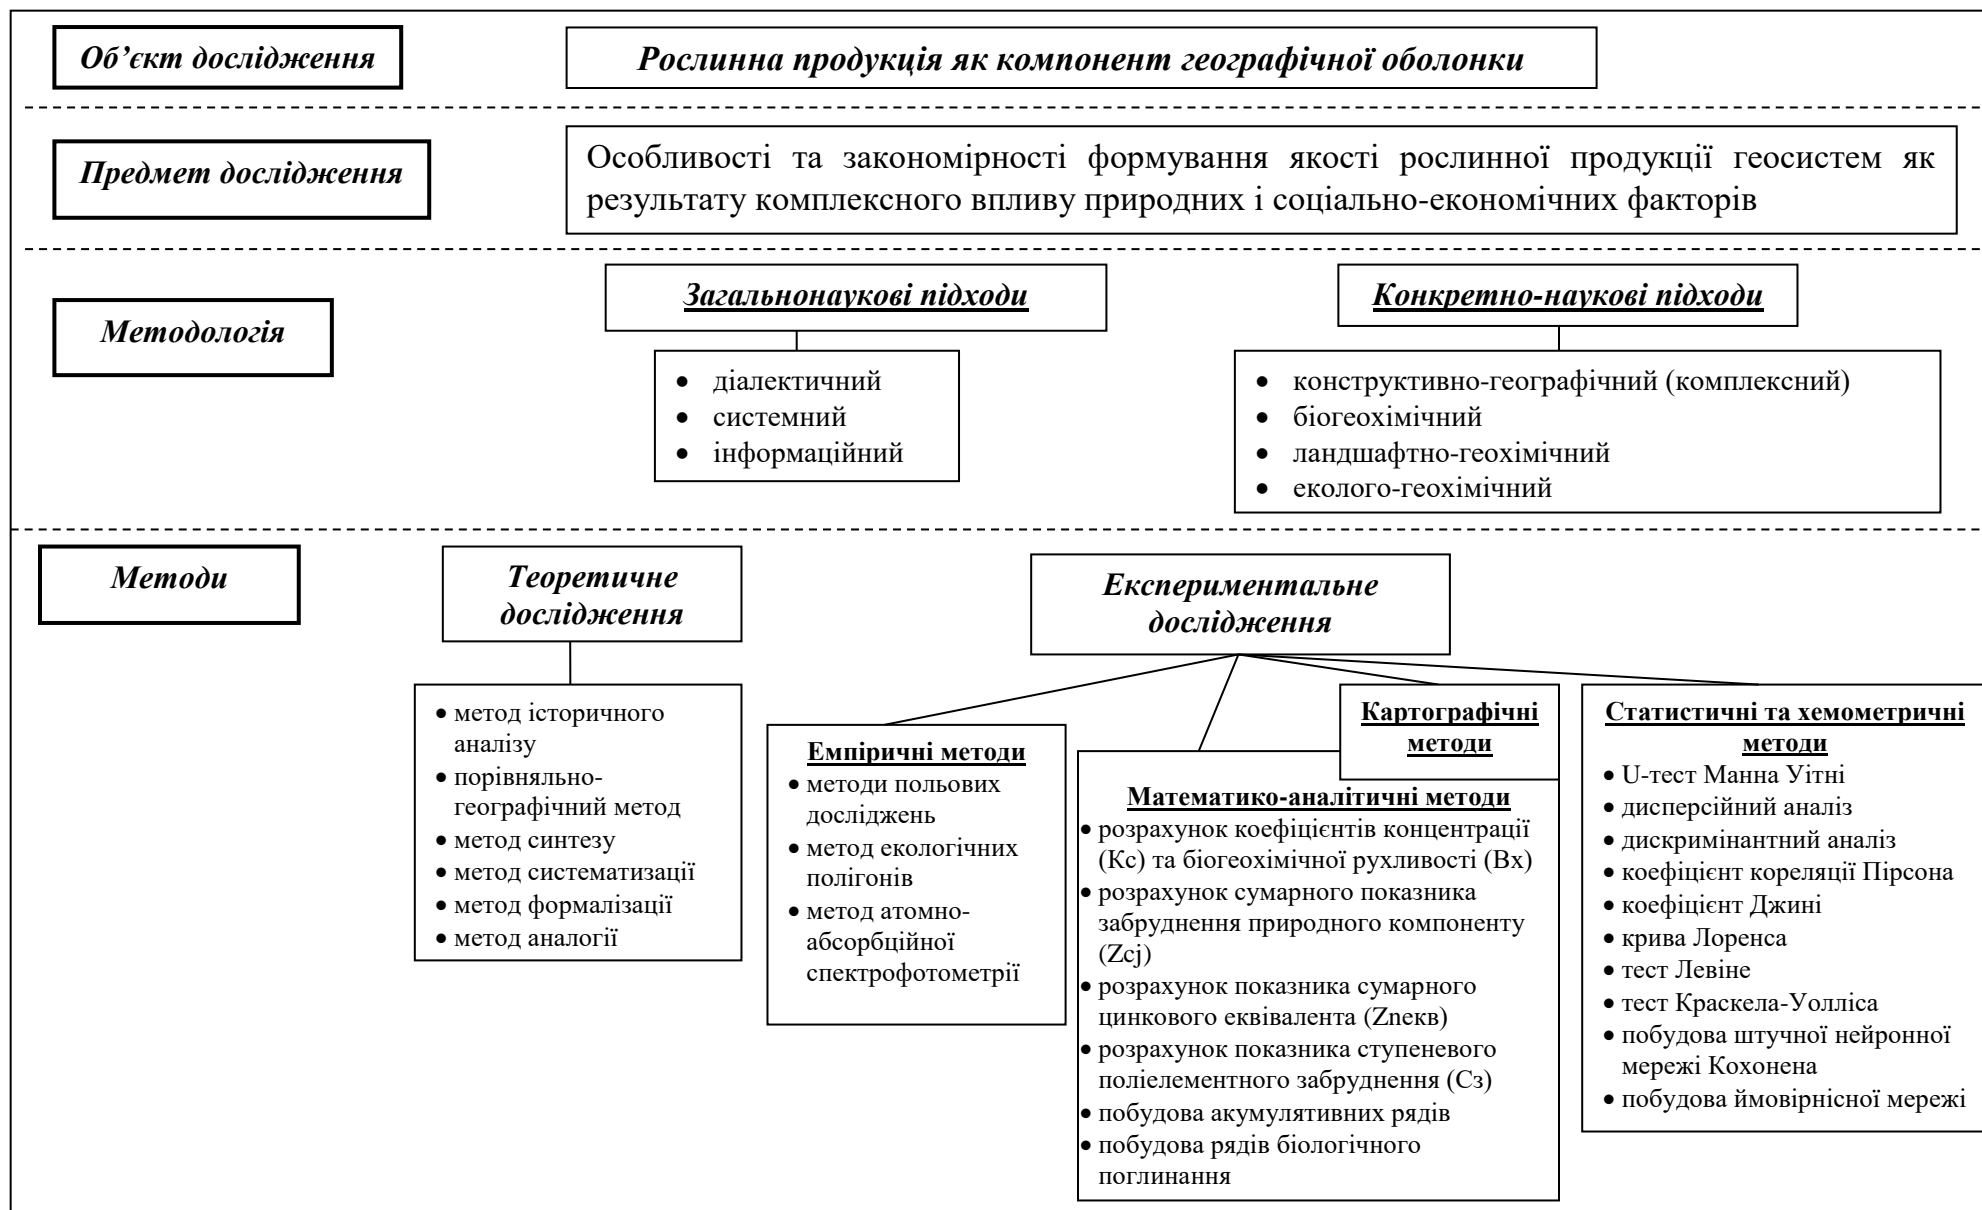 Об’єкт дослідження
Рослинна продукція як компонент географічної оболонки
Предмет дослідження
Особливості та закономірності формування якості рослинної продукції геосистем як
результату комплексного впливу природних і соціально-економічних факторів
Методологія
Загальнонаукові підходи
• діалектичний
• системний
• інформаційний
Конкретно-наукові підходи
• конструктивно-географічний (комплексний)
• біогеохімічний
• ландшафтно-геохімічний
• еколого-геохімічний
Методи
Теоретичне
дослідження
• метод історичного
аналізу
• порівняльно-
географічний метод
• метод синтезу
• метод систематизації
• метод формалізації
• метод аналогії
Експериментальне
дослідження
Емпіричні методи
• методи польових
досліджень
• метод екологічних
полігонів
• метод атомно-
абсорбційної
спектрофотометрії
Картографічні
методи
Математико-аналітичні методи
• розрахунок коефіцієнтів концентрації
(Кс) та біогеохімічної рухливості (Вх)
• розрахунок сумарного показника
забруднення природного компоненту
(Zcj)
• розрахунок показника сумарного
цинкового еквівалента (Znекв)
• розрахунок показника ступеневого
поліелементного забруднення (Сз)
• побудова акумулятивних рядів
• побудова рядів біологічного
поглинання
Статистичні та хемометричні
методи
• U-тест Манна Уітні
• дисперсійний аналіз
• дискримінантний аналіз
• коефіцієнт кореляції Пірсона
• коефіцієнт Джині
• крива Лоренса
• тест Левіне
• тест Краскела-Уолліса
• побудова штучної нейронної
мережі Кохонена
• побудова ймовірнісної мережі